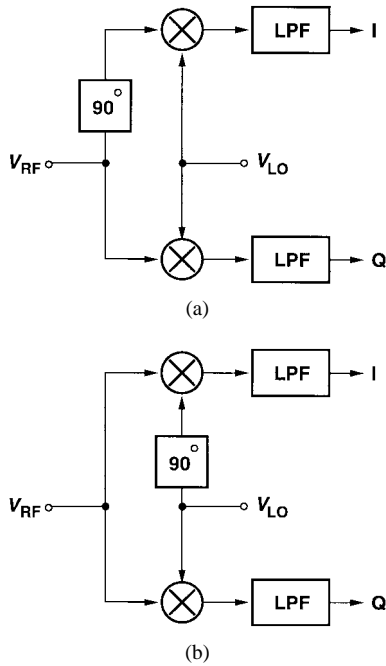 LPF
I
90°
V_RF
V_LO
LPF
Q
(a)
LPF
I
90°
V_RF
V_LO
LPF
Q
(b)